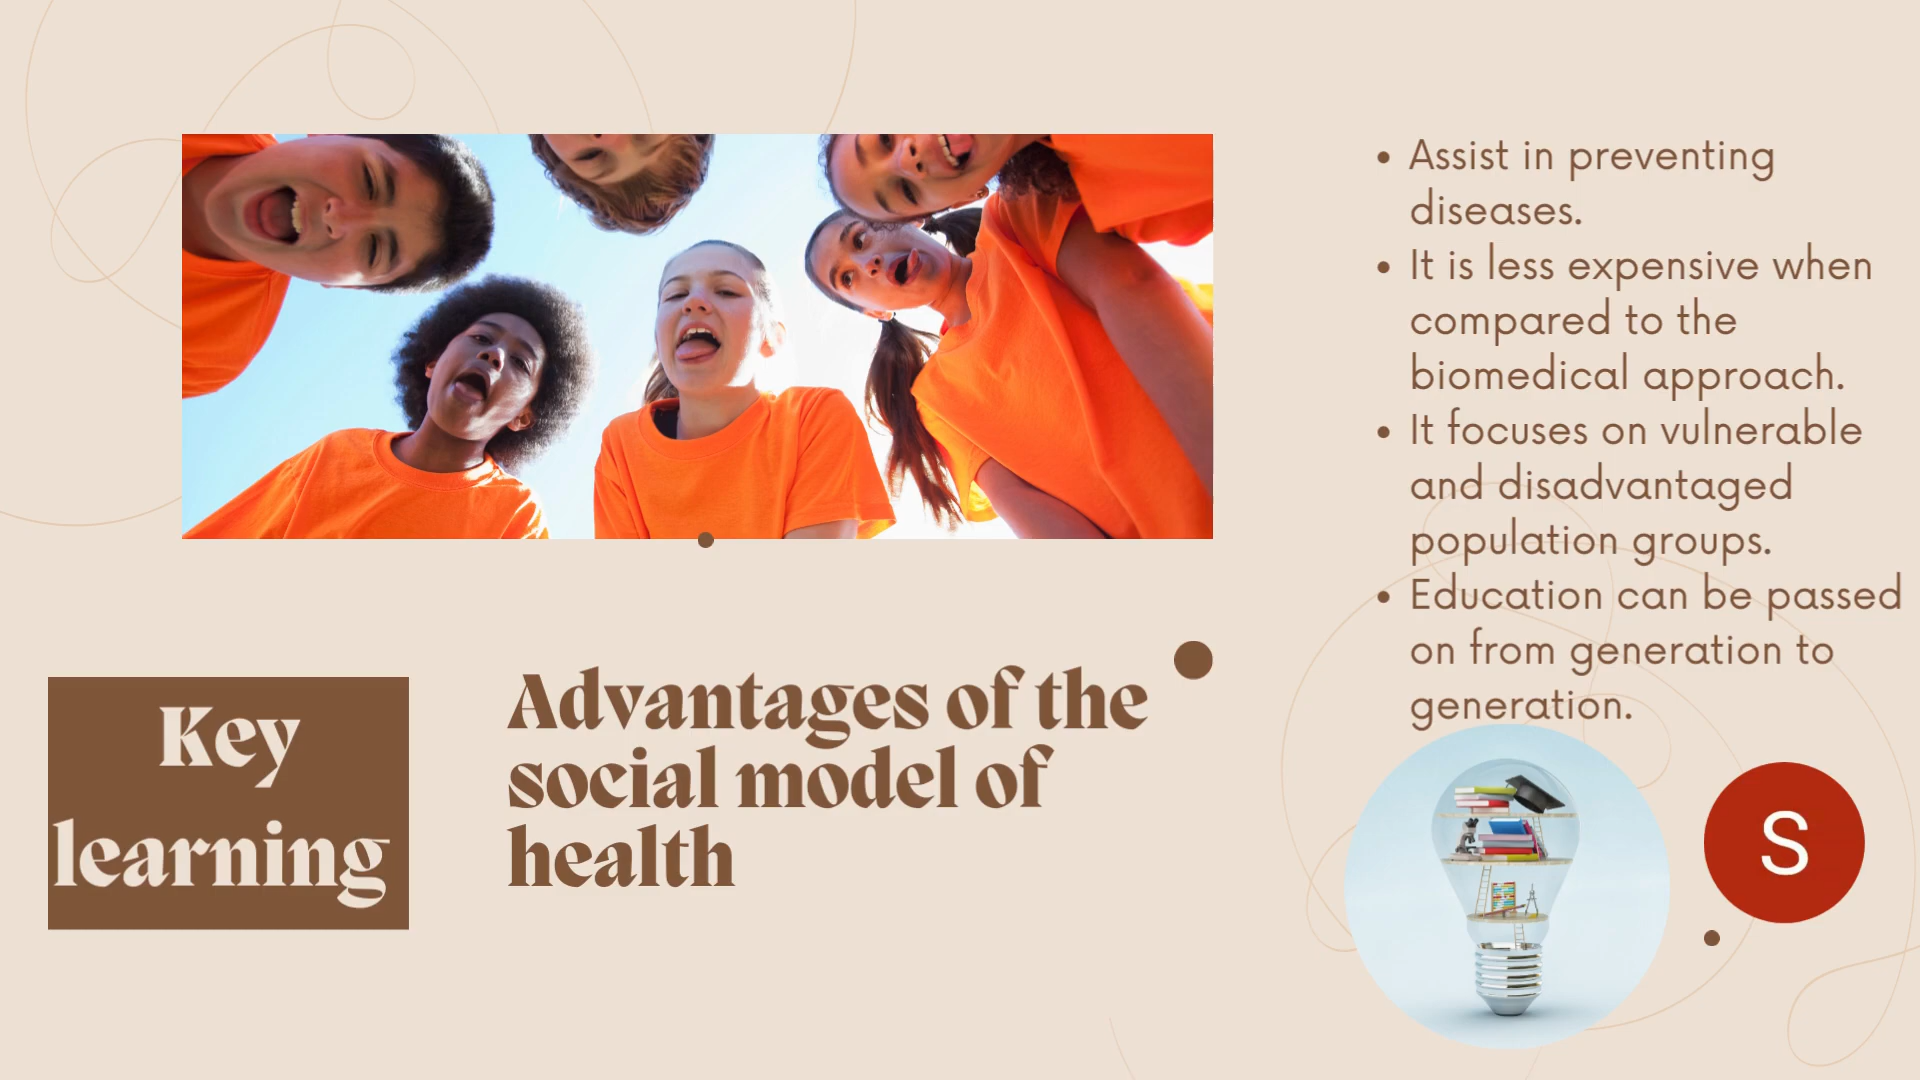 Key
learning
Advantages of the
social model of
health
• Assist in preventing
diseases.
• It is less expensive when
compared to the
biomedical approach.
• It focuses on vulnerable
and disadvantaged
population groups.
• Education can be passed
on from generation to
generation.
S